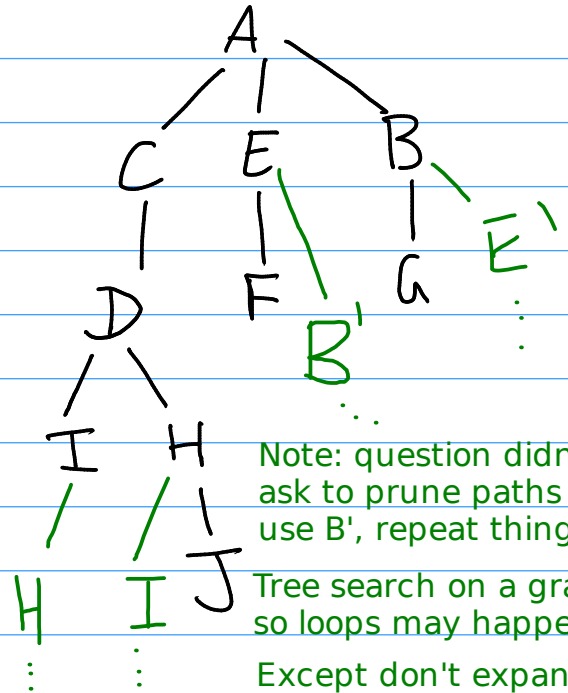 A
C E B
E'
D F G
B'
I H
Note: question didn
ask to prune paths
use B', repeat thing
J
H I
Tree search on a gra
so loops may happe
Except don't expan